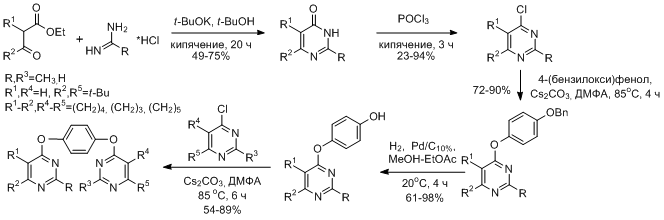 R¹ OEt O R² O + NH₂ HN R *HCl
t-BuOK, t-BuOH
кипячение, 20 ч
49-75%
O R¹ NH R² N R
POCl₃
кипячение, 3 ч
23-94%
Cl R¹ N R² N R
R,R³=CH₃,H
R¹,R⁴=H, R²,R⁵=t-Bu
R¹-R²,R⁴-R⁵=(CH₂)₄, (CH₂)₃, (CH₂)₅
72-90%
4-(бензилокси)фенол,
Cs₂CO₃, ДМФА, 85°C, 4 ч
OBn O R¹ N R² N R
H₂, Pd/C₁₀%,
MeOH-EtOAc
20°C, 4 ч
61-98%
OH O R¹ N R² N R
Cl R⁴ N R⁵ N R³
Cs₂CO₃, ДМФА
85 °C, 6 ч
54-89%
O O R¹ R⁴ N N R² N R R³ N R⁵